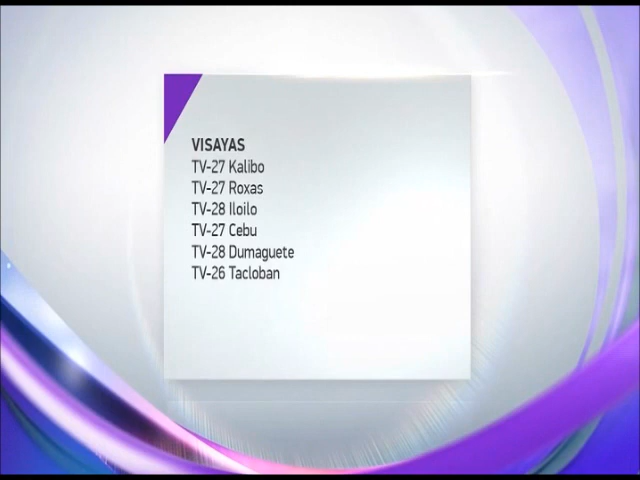 VISAYAS
TV-27 Kalibo
TV-27 Roxas
TV-28 Iloilo
TV-27 Cebu
TV-28 Dumaguete
TV-26 Tacloban